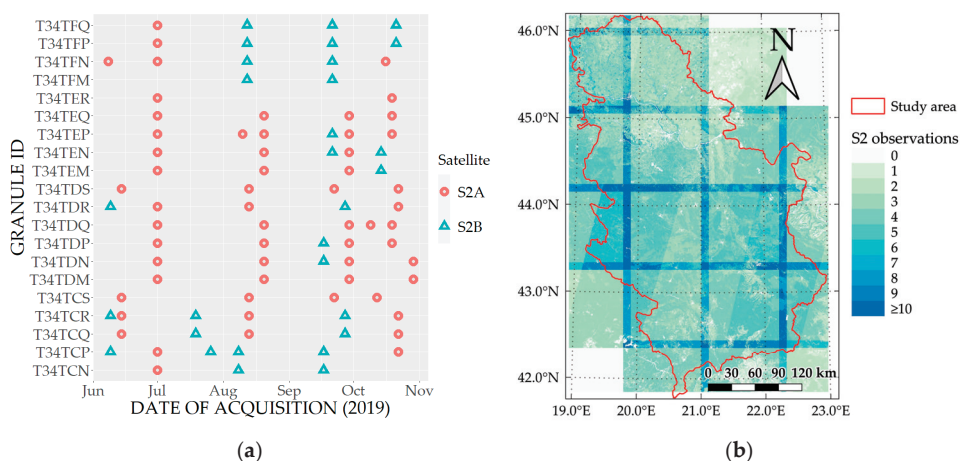 GRANULE ID
T34TFQ
T34TFP
T34TFN
T34TFM
T34TER
T34TEQ
T34TEP
T34TEN
T34TEM
T34TDS
T34TDR
T34TDQ
T34TDP
T34TDN
T34TDM
T34TCS
T34TCR
T34TCQ
T34TCP
T34TCN
Jun Jul Aug Sep Oct Nov
DATE OF ACQUISITION (2019)
Satellite
S2A
S2B
(a)
46.0°N
45.0°N
44.0°N
43.0°N
42.0°N
N
0 30 60 90 120 km
19.0°E 20.0°E 21.0°E 22.0°E 23.0°E
Study area
S2 observations
0
1
2
3
4
5
6
7
8
9
≥10
(b)